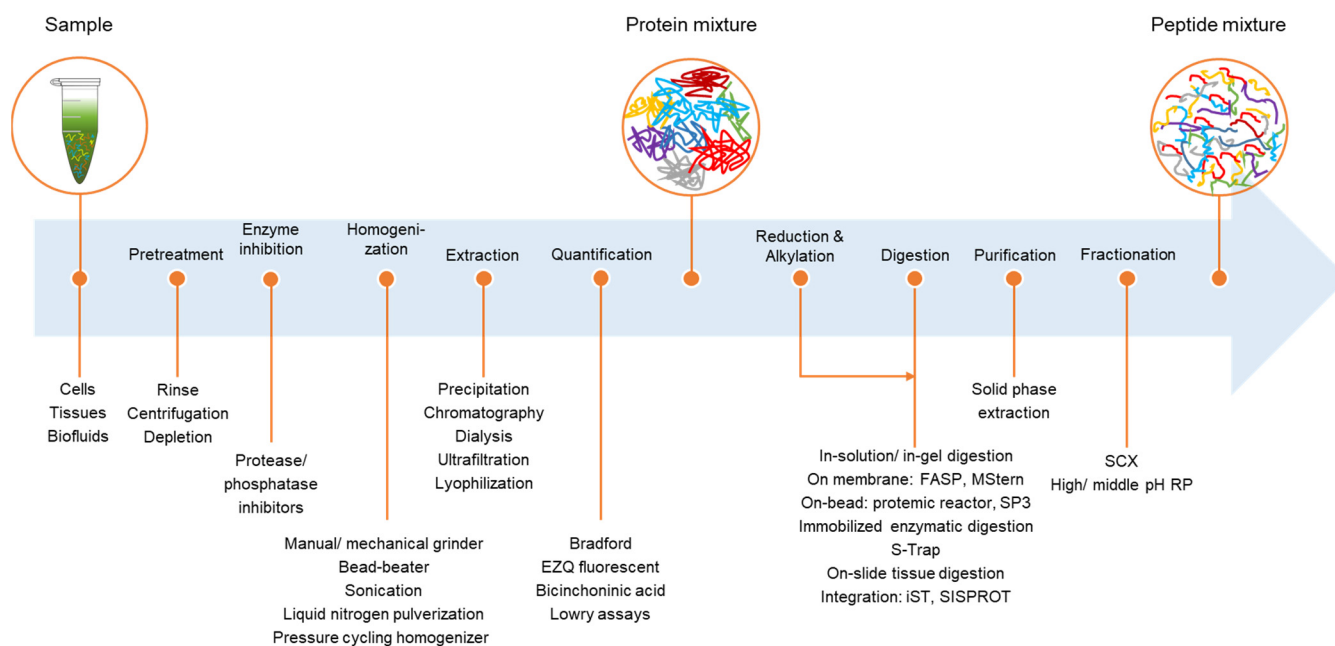 Sample
Protein mixture
Peptide mixture
Pretreatment
Enzyme
inhibition
Homogeni-
zation
Extraction
Quantification
Reduction &
Alkylation
Digestion
Purification
Fractionation
Cells
Tissues
Biofluids
Rinse
Centrifugation
Depletion
Protease/
phosphatase
inhibitors
Manual/ mechanical grinder
Bead-beater
Sonication
Liquid nitrogen pulverization
Pressure cycling homogenizer
Precipitation
Chromatography
Dialysis
Ultrafiltration
Lyophilization
Bradford
EZQ fluorescent
Bicinchoninic acid
Lowry assays
In-solution/ in-gel digestion
On membrane: FASP, MStern
On-bead: protemic reactor, SP3
Immobilized enzymatic digestion
S-Trap
On-slide tissue digestion
Integration: iST, SISPROT
Solid phase
extraction
SCX
High/ middle pH RP